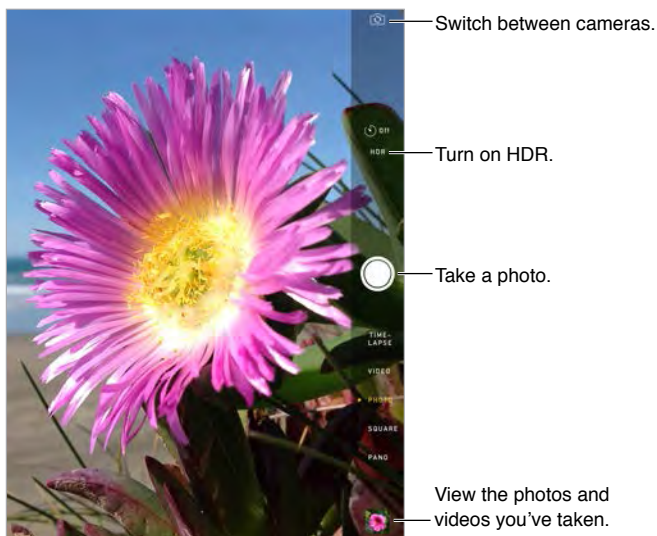 Switch between cameras.
Off
HDR
Turn on HDR.
Take a photo.
TIME-
LAPSE
VIDEO
PHOTO
SQUARE
PANO
View the photos and
videos you've taken.